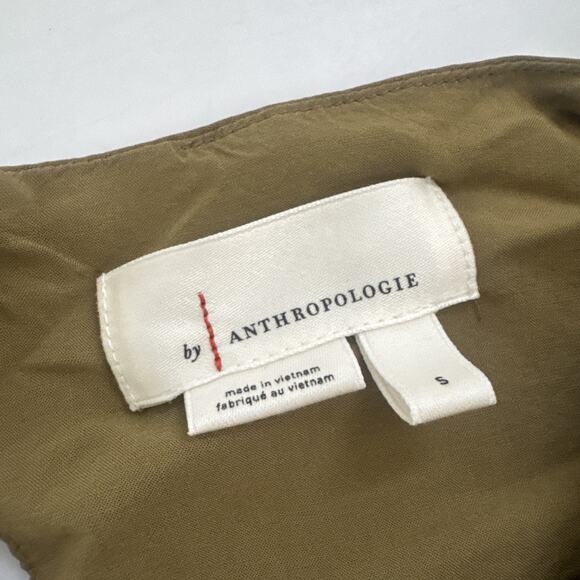 by ANTHROPOLOGIE
made in vietnam
fabriqué au vietnam
S